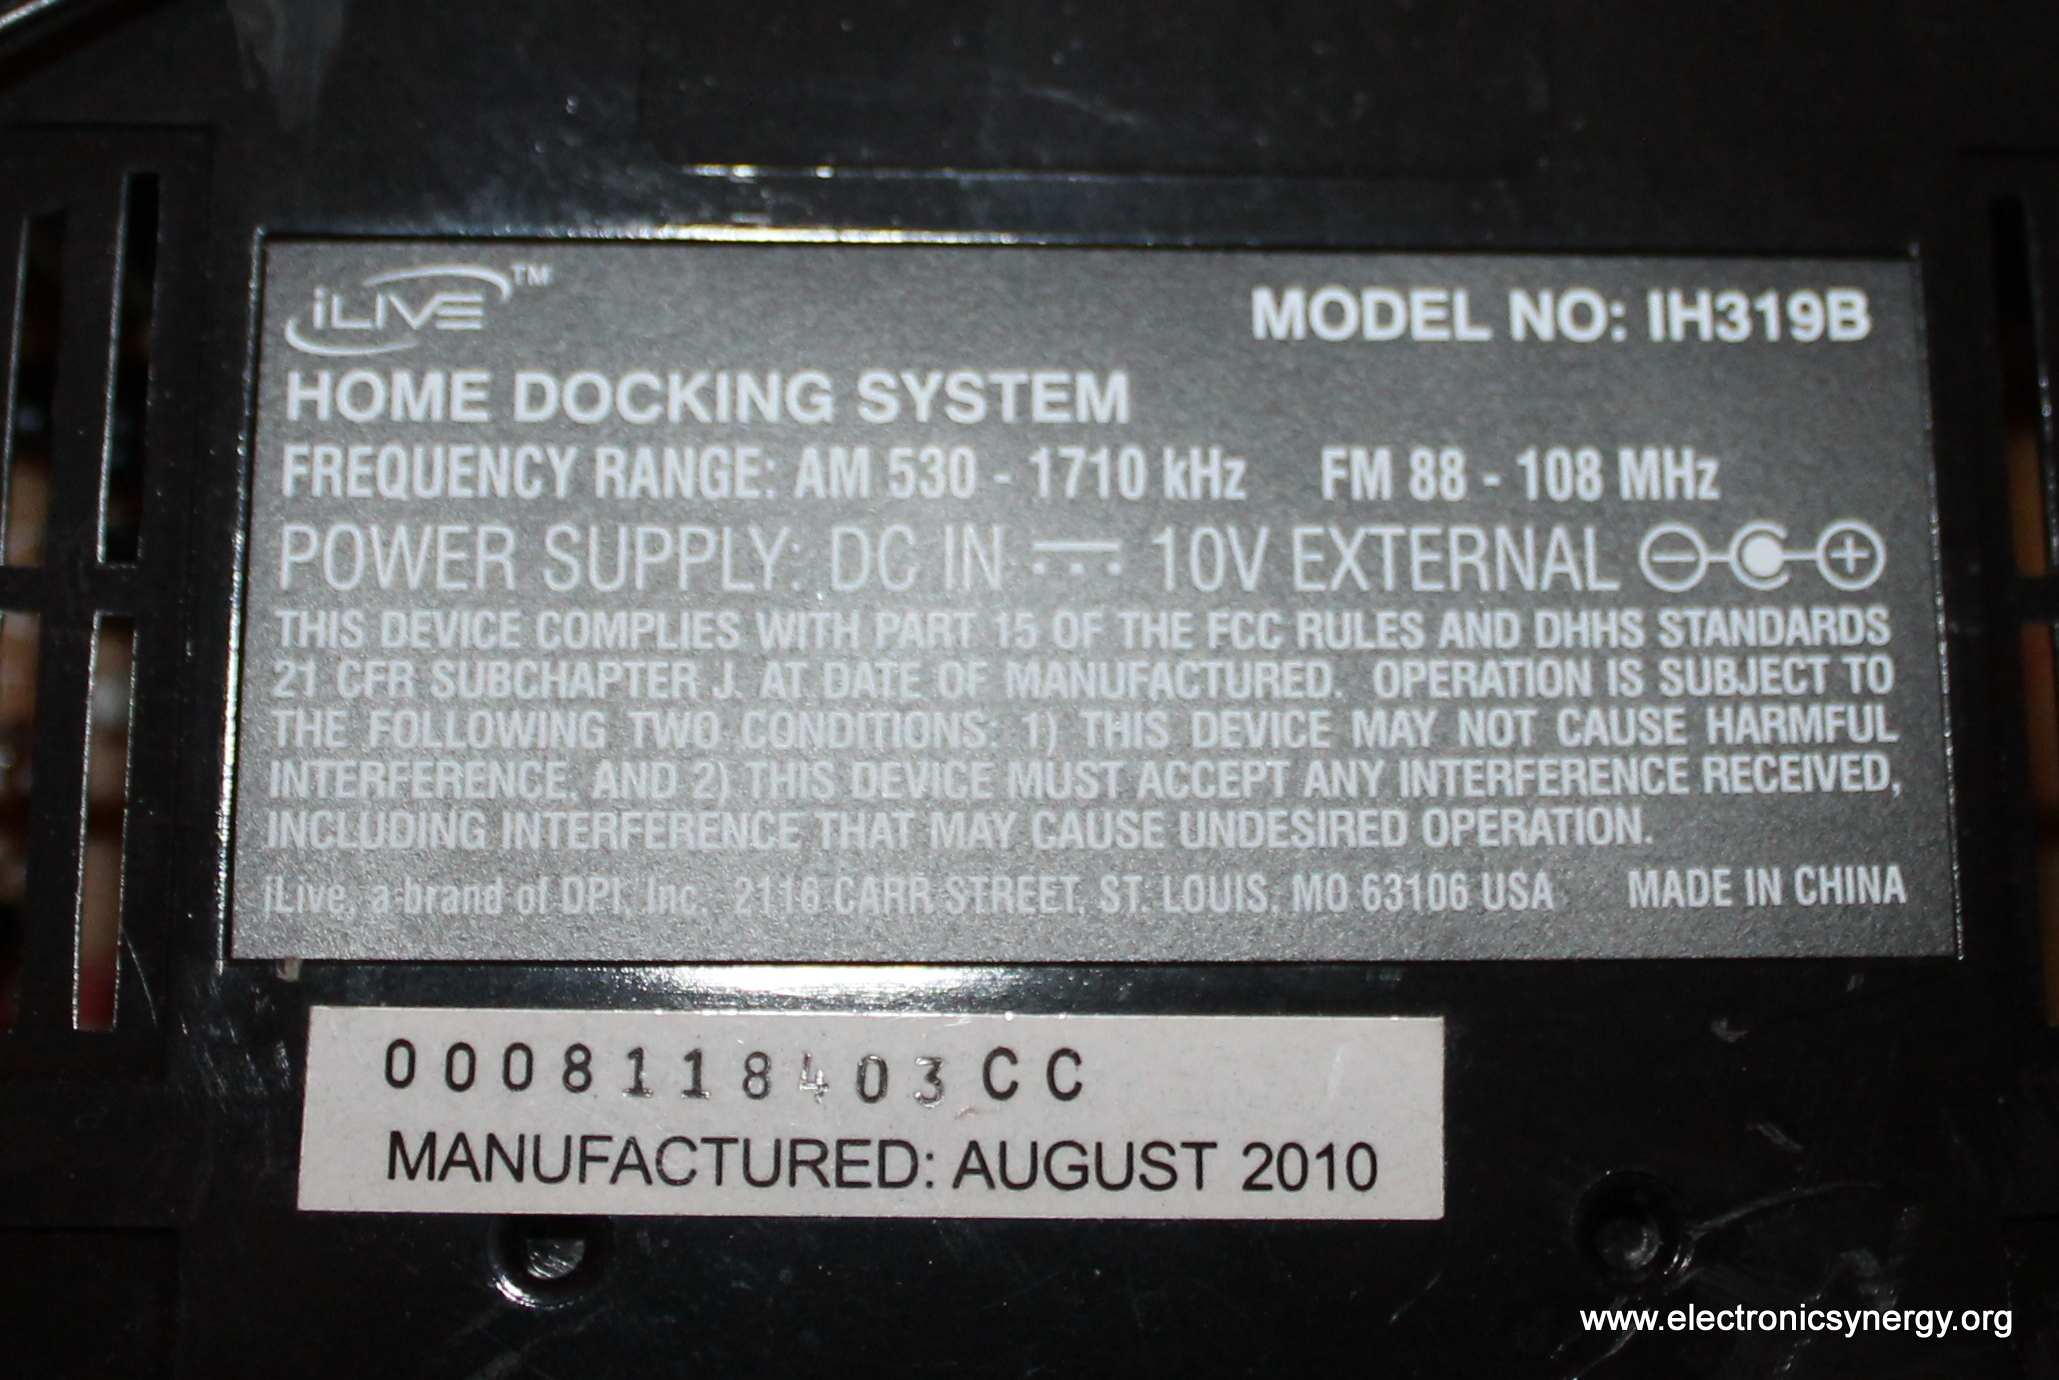 iLIVE™
MODEL NO: IH319B
HOME DOCKING SYSTEM
FREQUENCY RANGE: AM 530 - 1710 kHz FM 88 - 108 MHz
POWER SUPPLY: DC IN ⎓ 10V EXTERNAL
THIS DEVICE COMPLIES WITH PART 15 OF THE FCC RULES AND DHHS STANDARDS
21 CFR SUBCHAPTER J. AT DATE OF MANUFACTURED. OPERATION IS SUBJECT TO
THE FOLLOWING TWO CONDITIONS: 1) THIS DEVICE MAY NOT CAUSE HARMFUL
INTERFERENCE, AND 2) THIS DEVICE MUST ACCEPT ANY INTERFERENCE RECEIVED,
INCLUDING INTERFERENCE THAT MAY CAUSE UNDESIRED OPERATION.
iLive, a brand of DPI, Inc. 2116 CARR STREET, ST. LOUIS, MO 63106 USA MADE IN CHINA
0008118403CC
MANUFACTURED: AUGUST 2010
www.electronicsynergy.org